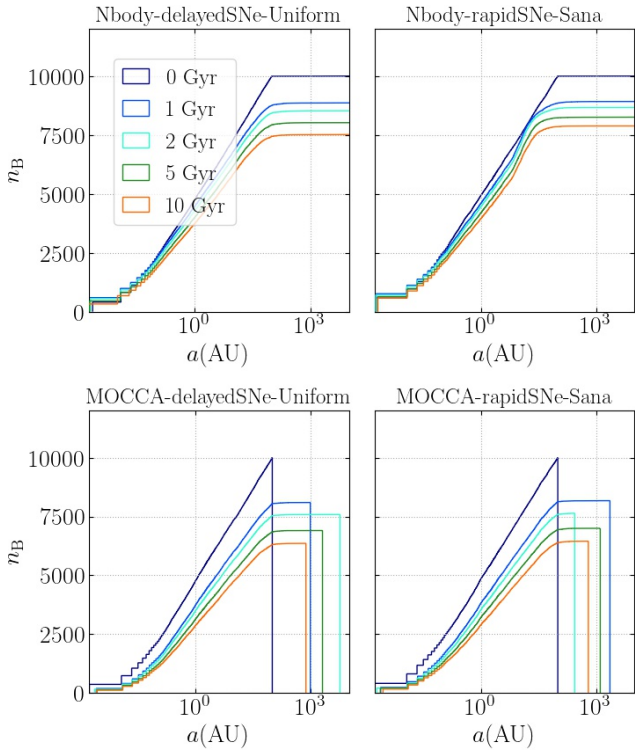 Nbody-delayedSNe-Uniform
Nbody-rapidSNe-Sana
10000
7500
5000
2500
0
n_B
0 Gyr
1 Gyr
2 Gyr
5 Gyr
10 Gyr
10^0
10^3
10^0
10^3
a(AU)
a(AU)
MOCCA-delayedSNe-Uniform
MOCCA-rapidSNe-Sana
10000
7500
5000
2500
0
n_B
10^0
10^3
10^0
10^3
a(AU)
a(AU)